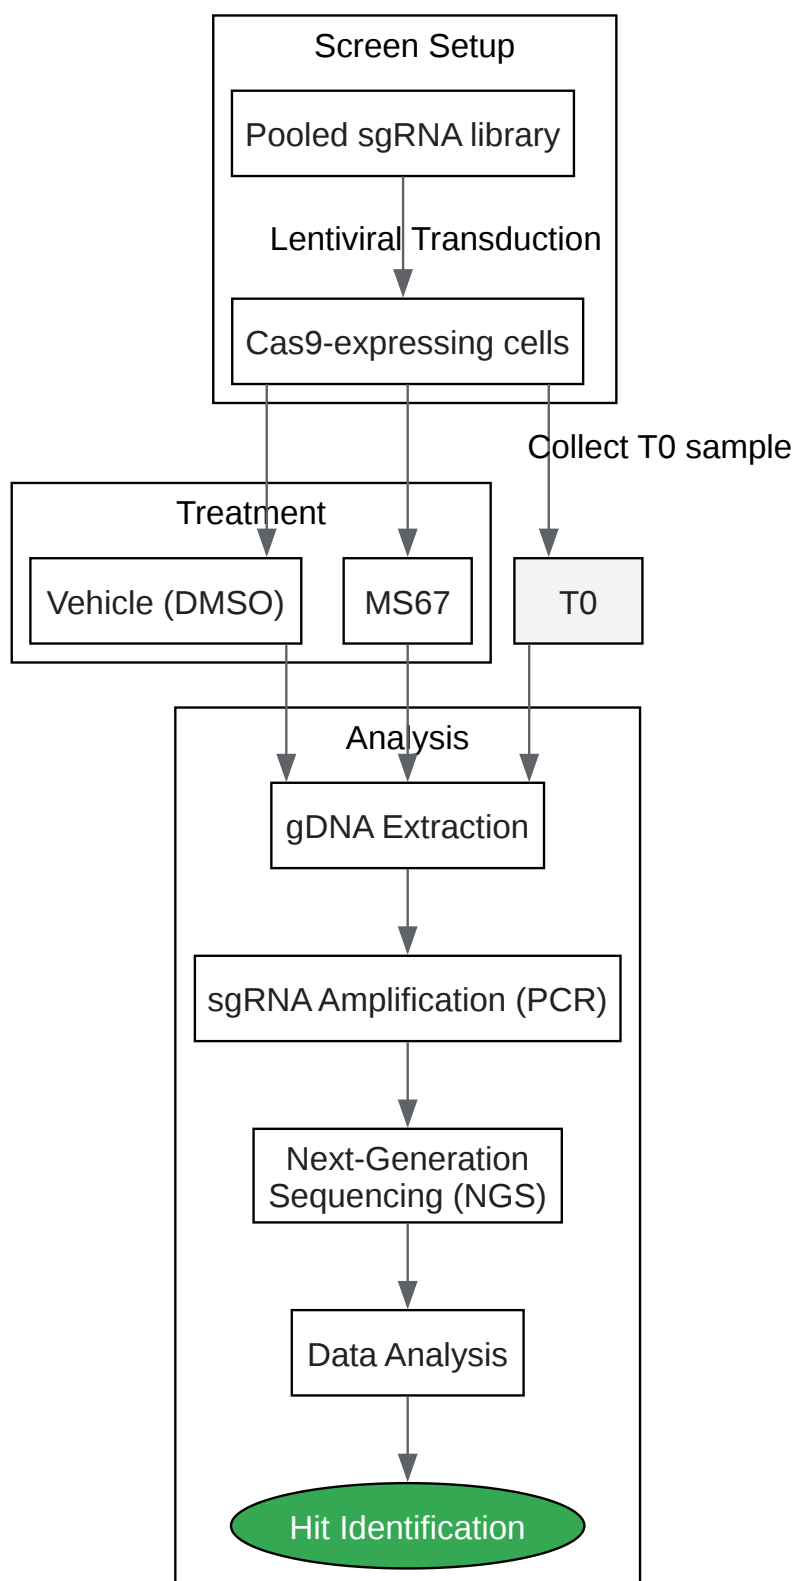 Screen Setup
Pooled sgRNA library
Lentiviral Transduction
Cas9-expressing cells
Collect T0 sample
Treatment
Vehicle (DMSO)
MS67
T0
Analysis
gDNA Extraction
sgRNA Amplification (PCR)
Next-Generation
Sequencing (NGS)
Data Analysis
Hit Identification